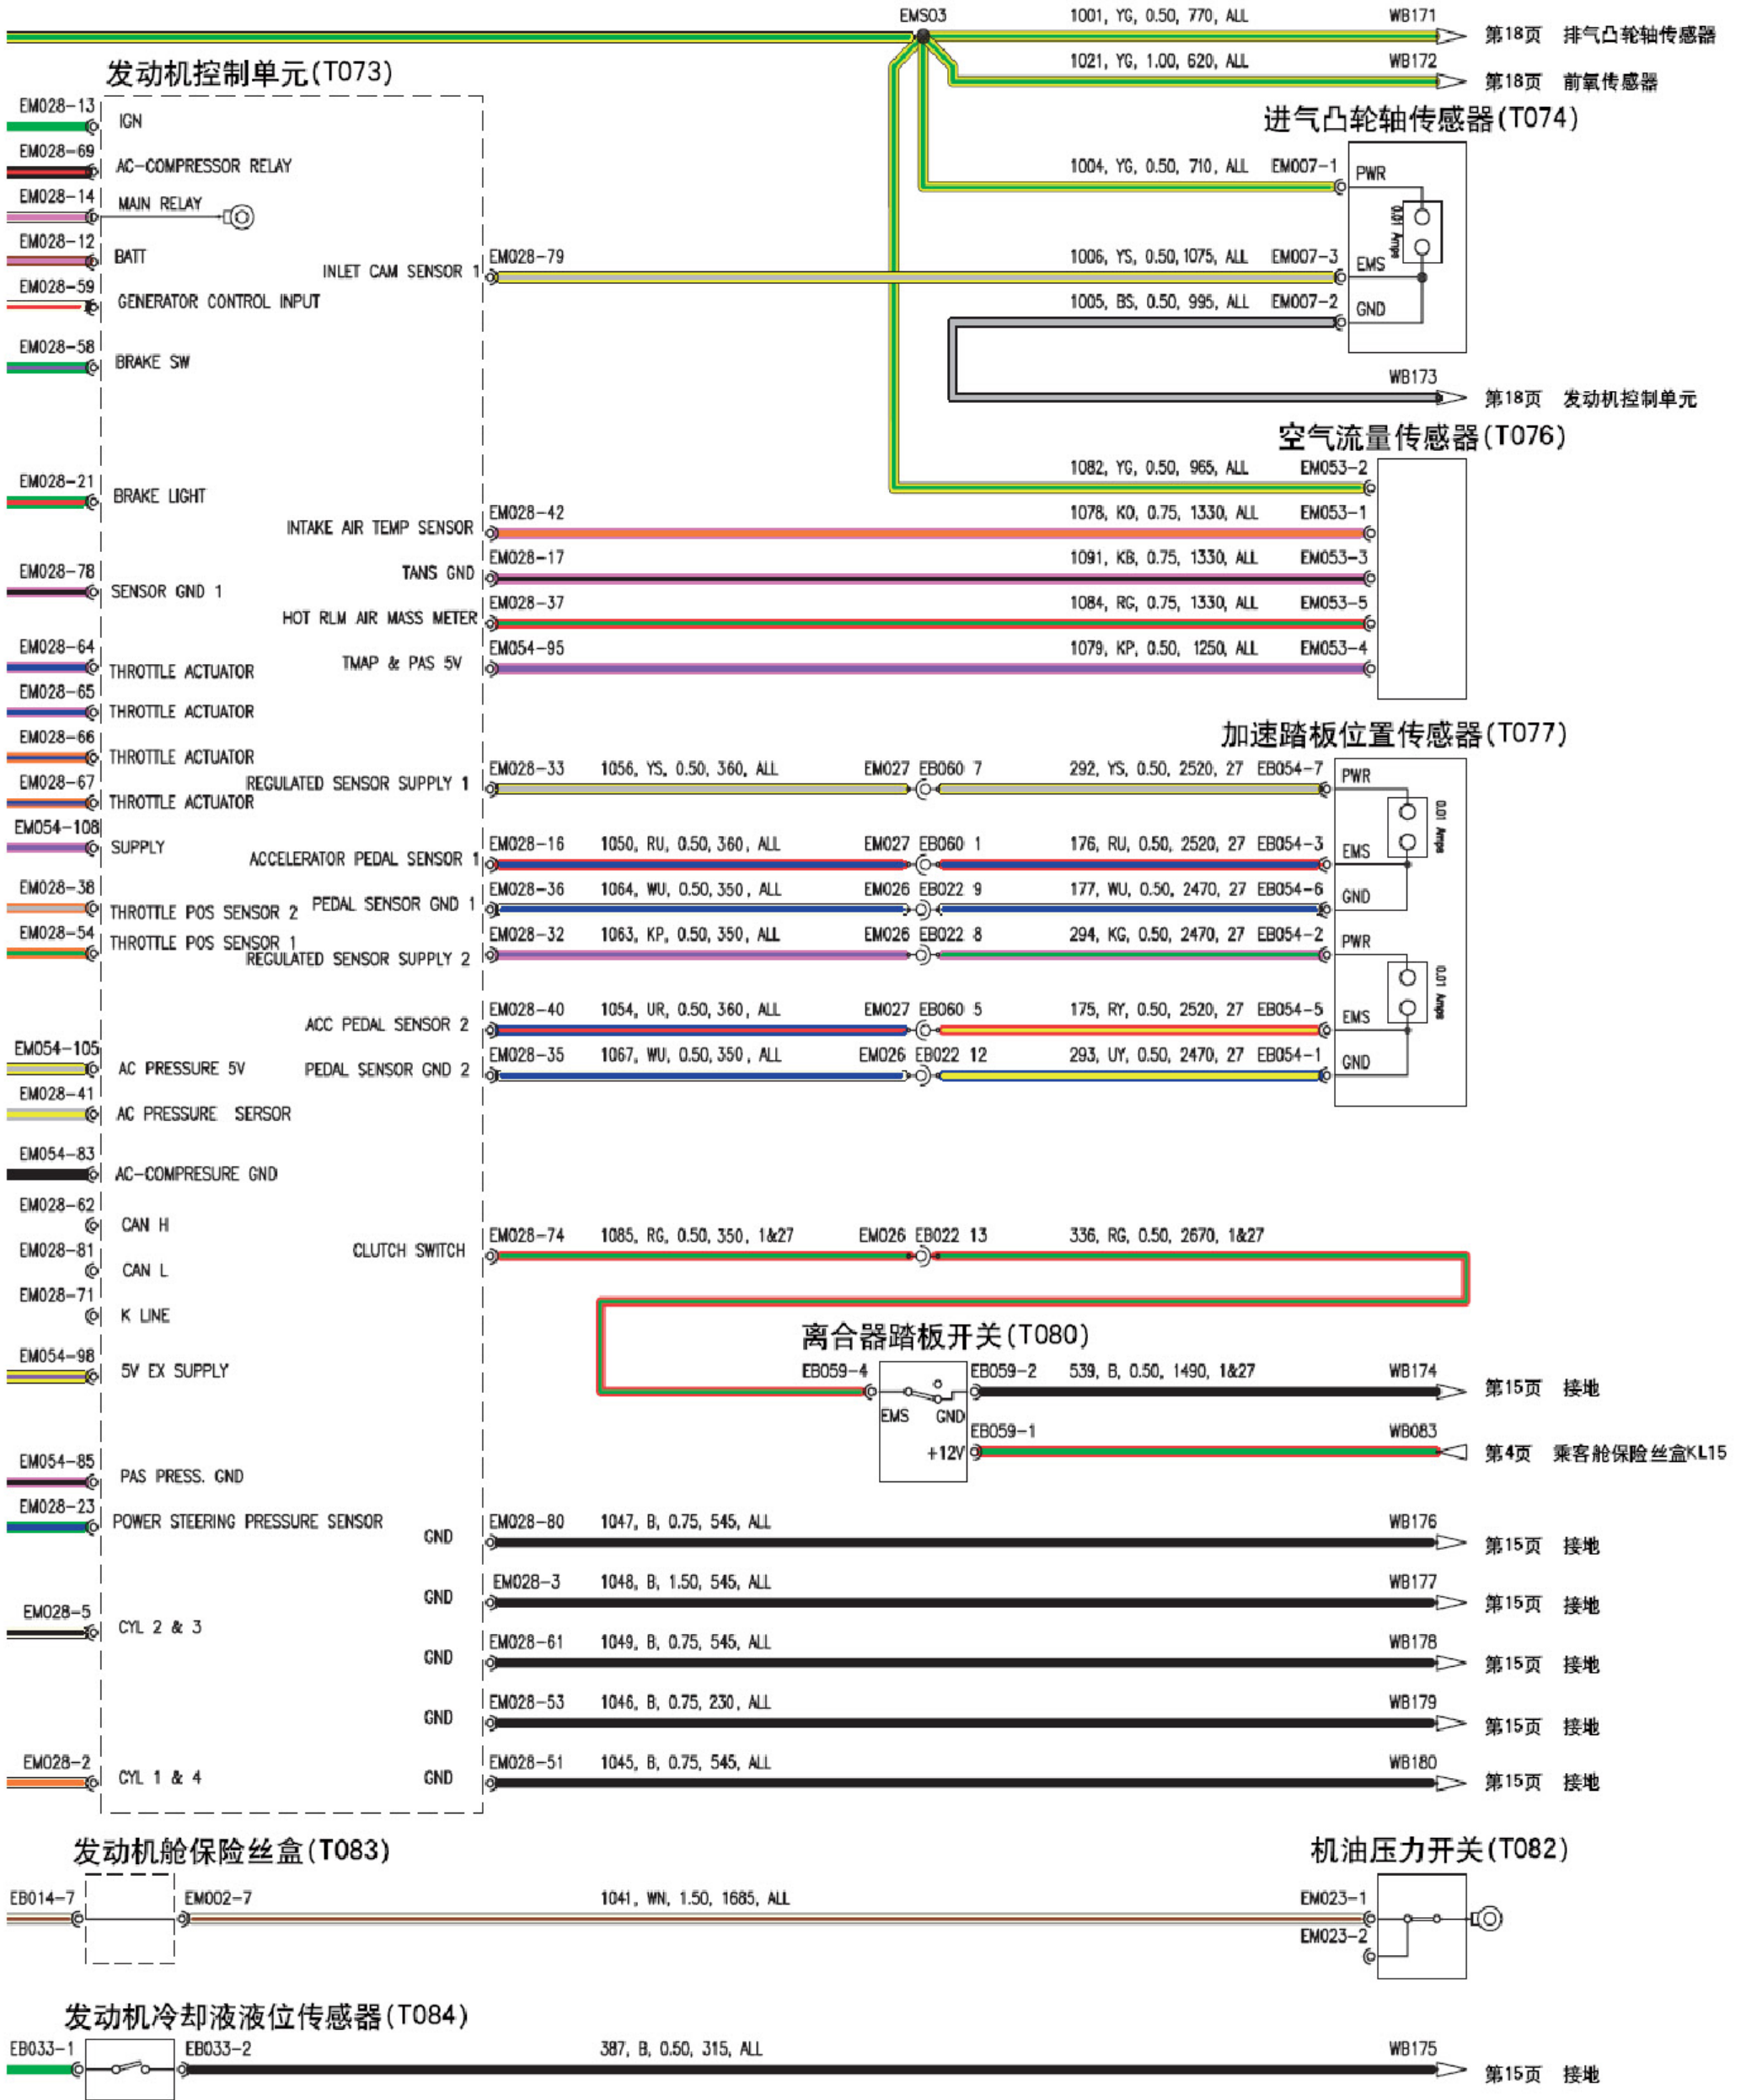 EMS03 1001, YG, 0.50, 770, ALL WB171 第18页 排气凸轮轴传感器
1021, YG, 1.00, 620, ALL WB172 第18页 前氧传感器
发动机控制单元(T073)
进气凸轮轴传感器(T074)
EM028-13 IGN
EM028-69 AC-COMPRESSOR RELAY
1004, YG, 0.50, 710, ALL EM007-1 PWR
EM028-14 MAIN RELAY
0.01 Amps
EM028-12 BATT
INLET CAM SENSOR 1 EM028-79 1006, YS, 0.50, 1075, ALL EM007-3 EMS
EM028-59 GENERATOR CONTROL INPUT
1005, BS, 0.50, 995, ALL EM007-2 GND
EM028-58 BRAKE SW
WB173 第18页 发动机控制单元
空气流量传感器(T076)
1082, YG, 0.50, 965, ALL EM053-2
EM028-21 BRAKE LIGHT
INTAKE AIR TEMP SENSOR EM028-42 1078, KO, 0.75, 1330, ALL EM053-1
TANS GND EM028-17 1091, KB, 0.75, 1330, ALL EM053-3
EM028-78 SENSOR GND 1
HOT RLM AIR MASS METER EM028-37 1084, RG, 0.75, 1330, ALL EM053-5
EM028-64 THROTTLE ACTUATOR
TMAP & PAS 5V EM054-95 1079, KP, 0.50, 1250, ALL EM053-4
EM028-65 THROTTLE ACTUATOR
加速踏板位置传感器(T077)
EM028-66 THROTTLE ACTUATOR
EM028-67 THROTTLE ACTUATOR
REGULATED SENSOR SUPPLY 1 EM028-33 1056, YS, 0.50, 360, ALL EM027 EB060 7 292, YS, 0.50, 2520, 27 EB054-7 PWR
0.01 Amps
EM054-108 SUPPLY
ACCELERATOR PEDAL SENSOR 1 EM028-16 1050, RU, 0.50, 360, ALL EM027 EB060 1 176, RU, 0.50, 2520, 27 EB054-3 EMS
EM028-38 THROTTLE POS SENSOR 2
PEDAL SENSOR GND 1 EM028-36 1064, WU, 0.50, 350, ALL EM026 EB022 9 177, WU, 0.50, 2470, 27 EB054-6 GND
EM028-54 THROTTLE POS SENSOR 1
REGULATED SENSOR SUPPLY 2 EM028-32 1063, KP, 0.50, 350, ALL EM026 EB022 8 294, KG, 0.50, 2470, 27 EB054-2 PWR
0.01 Amps
ACC PEDAL SENSOR 2 EM028-40 1054, UR, 0.50, 360, ALL EM027 EB060 5 175, RY, 0.50, 2520, 27 EB054-5 EMS
EM054-105 AC PRESSURE 5V
PEDAL SENSOR GND 2 EM028-35 1067, WU, 0.50, 350, ALL EM026 EB022 12 293, UY, 0.50, 2470, 27 EB054-1 GND
EM028-41 AC PRESSURE SERSOR
EM054-83 AC-COMPRESURE GND
EM028-62 CAN H
CLUTCH SWITCH EM028-74 1085, RG, 0.50, 350, 1&27 EM026 EB022 13 336, RG, 0.50, 2670, 1&27
EM028-81 CAN L
EM028-71 K LINE
离合器踏板开关(T080)
EM054-98 5V EX SUPPLY
EB059-4 EB059-2 539, B, 0.50, 1490, 1&27 WB174 第15页 接地
EMS GND
EB059-1 +12V WB083 第4页 乘客舱保险丝盒KL15
EM054-85 PAS PRESS. GND
EM028-23 POWER STEERING PRESSURE SENSOR
GND EM028-80 1047, B, 0.75, 545, ALL WB176 第15页 接地
GND EM028-3 1048, B, 1.50, 545, ALL WB177 第15页 接地
EM028-5 CYL 2 & 3
GND EM028-61 1049, B, 0.75, 545, ALL WB178 第15页 接地
GND EM028-53 1046, B, 0.75, 230, ALL WB179 第15页 接地
EM028-2 CYL 1 & 4
GND EM028-51 1045, B, 0.75, 545, ALL WB180 第15页 接地
发动机舱保险丝盒(T083)
机油压力开关(T082)
EB014-7 EM002-7 1041, WN, 1.50, 1685, ALL EM023-1
EM023-2
发动机冷却液液位传感器(T084)
EB033-1 EB033-2 387, B, 0.50, 315, ALL WB175 第15页 接地